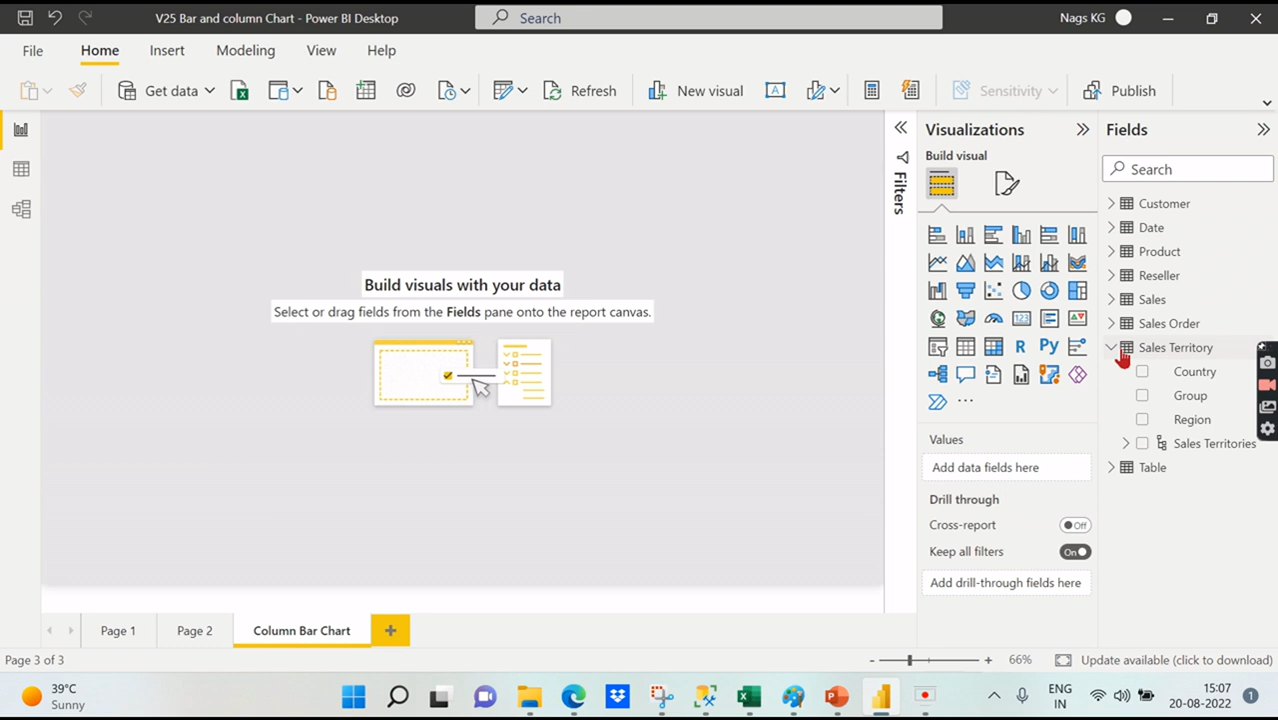 V25 Bar and column Chart - Power BI Desktop
Search
Nags KG
File
Home
Insert
Modeling
View
Help
Get data
Refresh
New visual
Sensitivity
Publish
Filters
Visualizations
Build visual
123
R
Py
...
Values
Add data fields here
Drill through
Cross-report
Off
Keep all filters
On
Add drill-through fields here
Fields
Search
Customer
Date
Product
Reseller
Sales
Sales Order
Sales Territory
Country
Group
Region
Sales Territories
Table
Build visuals with your data
Select or drag fields from the Fields pane onto the report canvas.
Page 1
Page 2
Column Bar Chart
+
Page 3 of 3
- + 66%
Update available (click to download)
39°C
Sunny
ENG
IN
15:07
20-08-2022
1